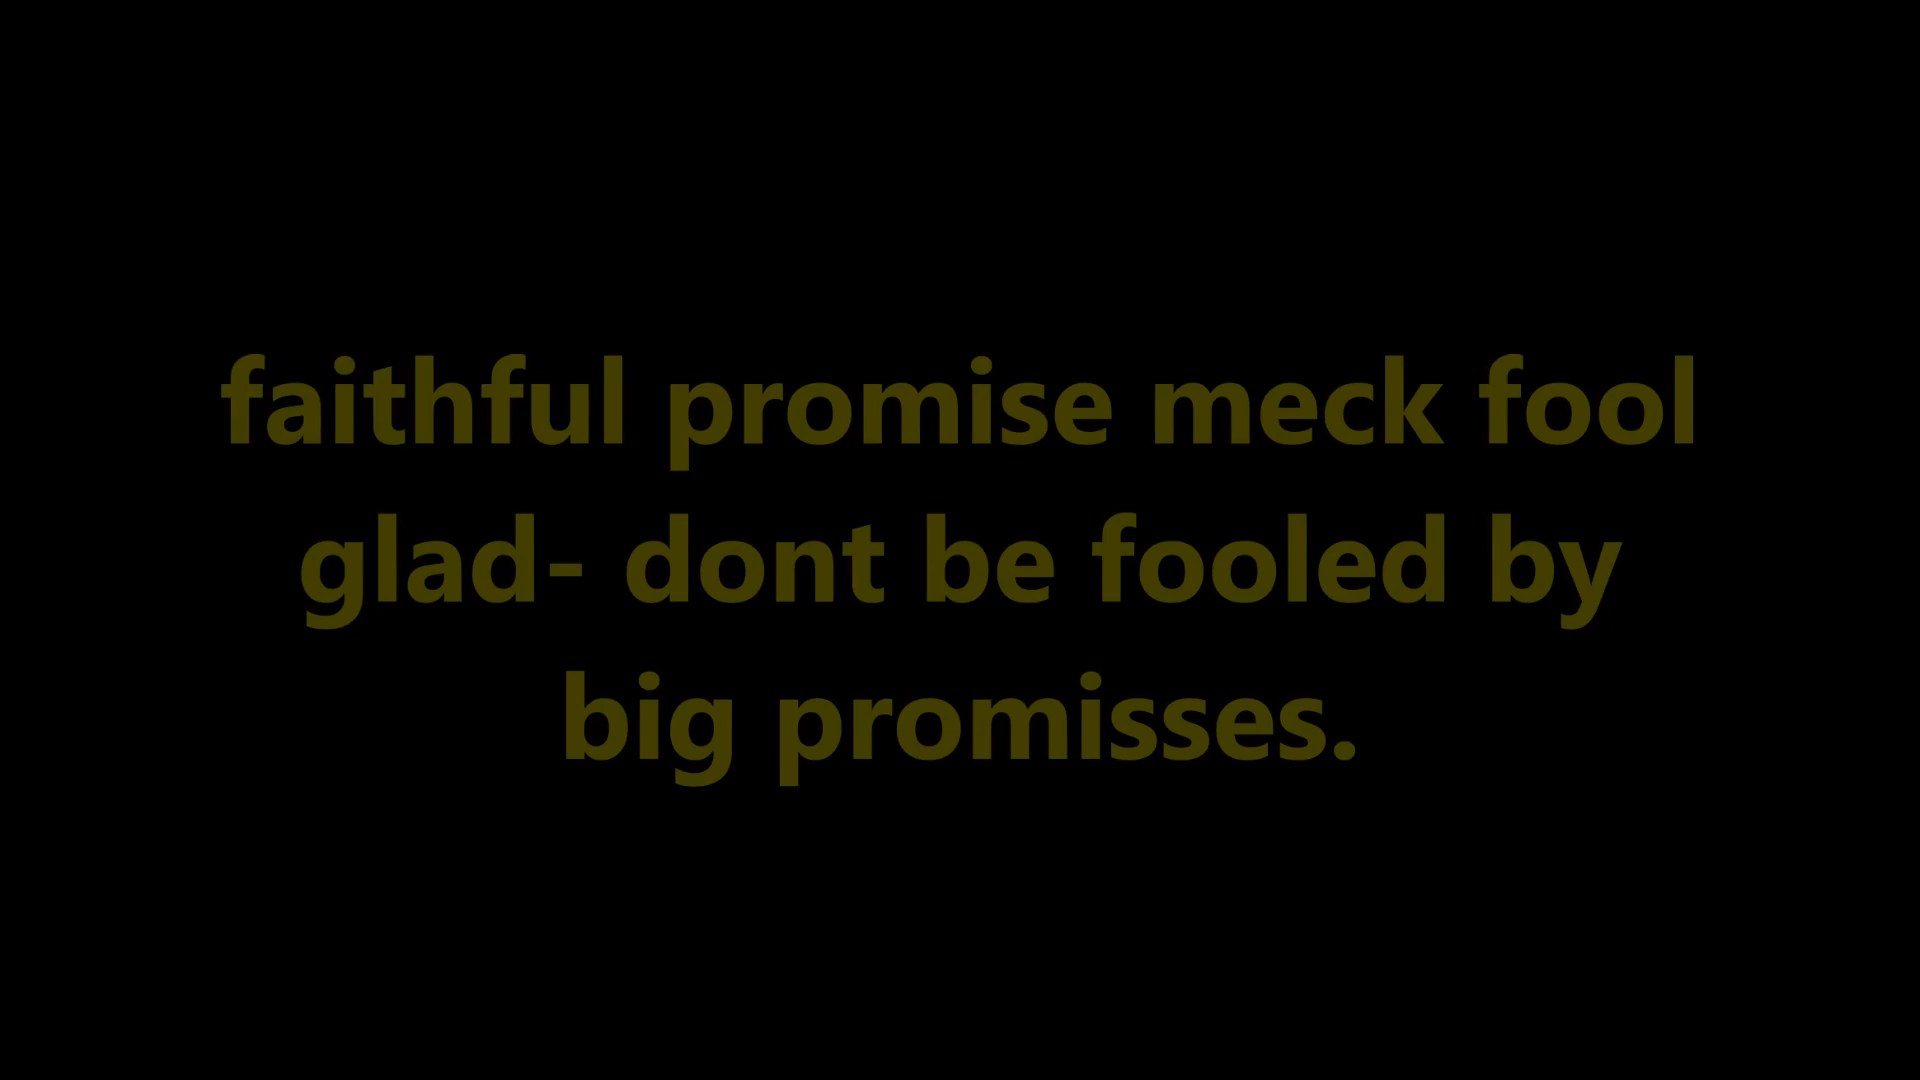 faithful promise meck fool
glad- dont be fooled by
big promisses.